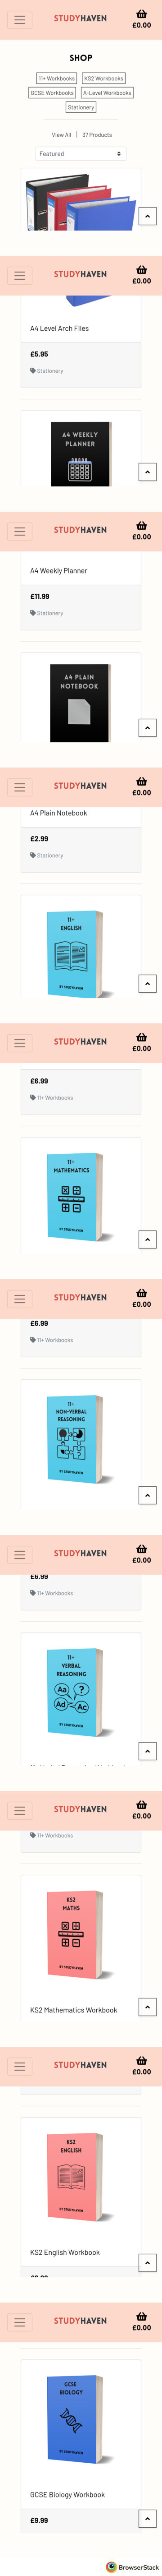 STUDYHAVEN
£0.00
SHOP
11+ Workbooks
KS2 Workbooks
GCSE Workbooks
A-Level Workbooks
Stationery
View All | 37 Products
Featured
STUDYHAVEN
£0.00
A4 Level Arch Files
£5.95
Stationery
A4 WEEKLY
PLANNER
STUDYHAVEN
£0.00
A4 Weekly Planner
£11.99
Stationery
A4 PLAIN
NOTEBOOK
STUDYHAVEN
£0.00
A4 Plain Notebook
£2.99
Stationery
11+
ENGLISH
BY STUDYHAVEN
STUDYHAVEN
£0.00
£6.99
11+ Workbooks
11+
MATHEMATICS
BY STUDYHAVEN
STUDYHAVEN
£0.00
£6.99
11+ Workbooks
11+
NON-VERBAL
REASONING
BY STUDYHAVEN
STUDYHAVEN
£0.00
£6.99
11+ Workbooks
11+
VERBAL
REASONING
Aa
Ad
Ac
BY STUDYHAVEN
STUDYHAVEN
£0.00
11+ Workbooks
KS2
MATHS
BY STUDYHAVEN
KS2 Mathematics Workbook
STUDYHAVEN
£0.00
KS2
ENGLISH
BY STUDYHAVEN
KS2 English Workbook
STUDYHAVEN
£0.00
GCSE
BIOLOGY
BY STUDYHAVEN
GCSE Biology Workbook
£9.99
BrowserStack